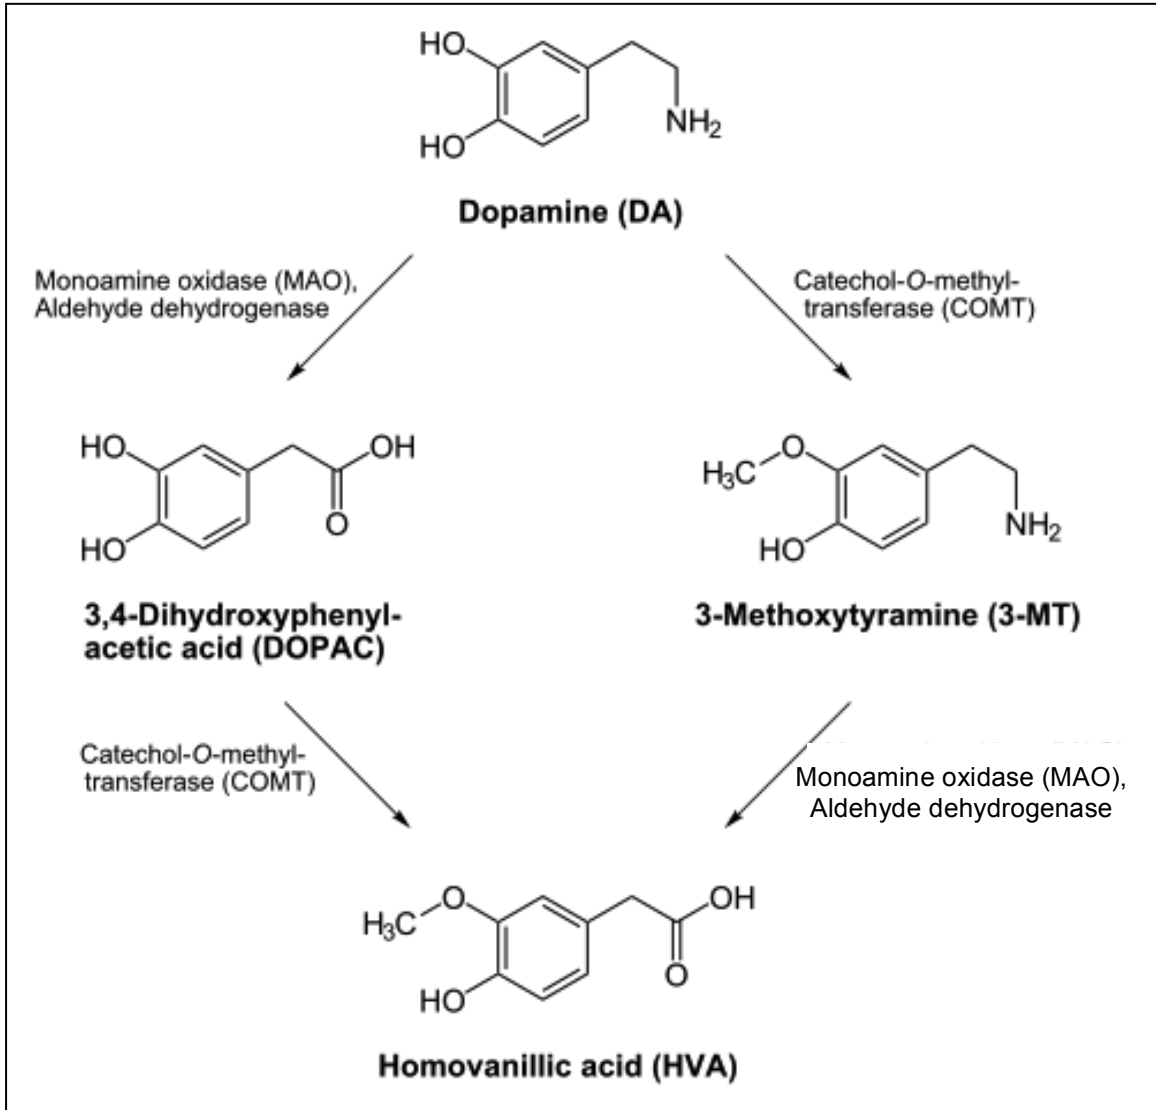 HO
HO
NH2
Dopamine (DA)
Monoamine oxidase (MAO),
Aldehyde dehydrogenase
Catechol-O-methyl-
transferase (COMT)
HO
OH
O
HO
3,4-Dihydroxyphenyl-
acetic acid (DOPAC)
O
H3C
HO
NH2
3-Methoxytyramine (3-MT)
Catechol-O-methyl-
transferase (COMT)
Monoamine oxidase (MAO),
Aldehyde dehydrogenase
O
H3C
OH
O
HO
Homovanillic acid (HVA)